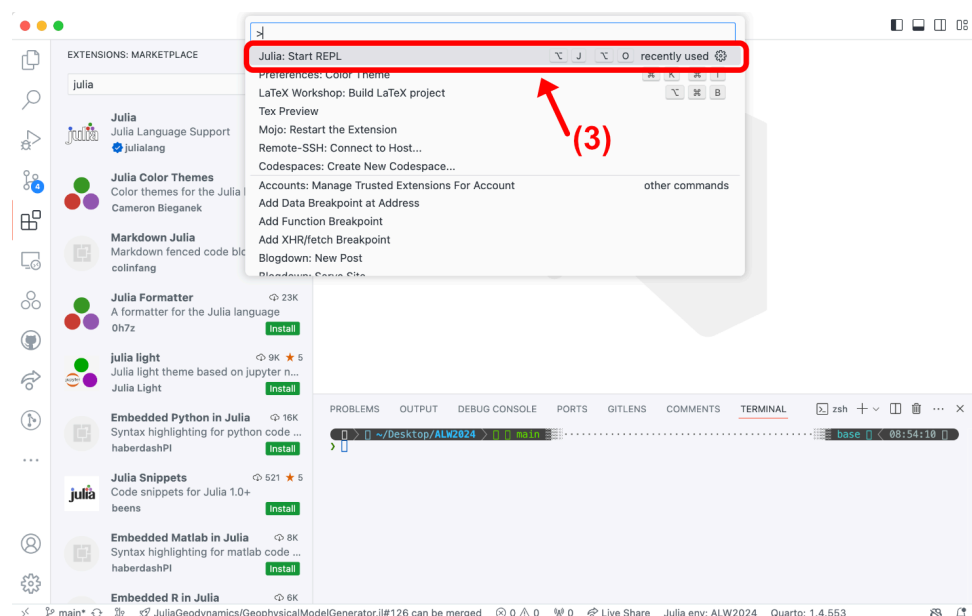 >
Julia: Start REPL ⌥ J ⌥ O recently used
Preferences: Color Theme ⌘ K ⌘ T
LaTeX Workshop: Build LaTeX project ⌥ ⌘ B
Tex Preview
Mojo: Restart the Extension
Remote-SSH: Connect to Host...
Codespaces: Create New Codespace...
Accounts: Manage Trusted Extensions For Account other commands
Add Data Breakpoint at Address
Add Function Breakpoint
Add XHR/fetch Breakpoint
Blogdown: New Post
Blogdown: Serve Site
(3)
EXTENSIONS: MARKETPLACE
julia
4
julia
Julia
Julia Language Support
julialang
Julia Color Themes
Color themes for the Julia
Cameron Bieganek
Markdown Julia
Markdown fenced code blo
colinfang
Julia Formatter 23K
A formatter for the Julia language
0h7z Install
julia light 9K ★ 5
Julia light theme based on jupyter n...
Julia Light Install
Embedded Python in Julia 16K
Syntax highlighting for python code ...
haberdashPI Install
julia
Julia Snippets 521 ★ 5
Code snippets for Julia 1.0+
beens Install
Embedded Matlab in Julia 8K
Syntax highlighting for matlab code ...
haberdashPI Install
Embedded R in Julia 6K
PROBLEMS OUTPUT DEBUG CONSOLE PORTS GITLENS COMMENTS TERMINAL zsh
~/Desktop/ALW2024 main base 08:54:10
❯
main* JuliaGeodynamics/GeophysicalModelGenerator.jl#126 can be merged 0 0 0 Live Share Julia env: ALW2024 Quarto: 1.4.553